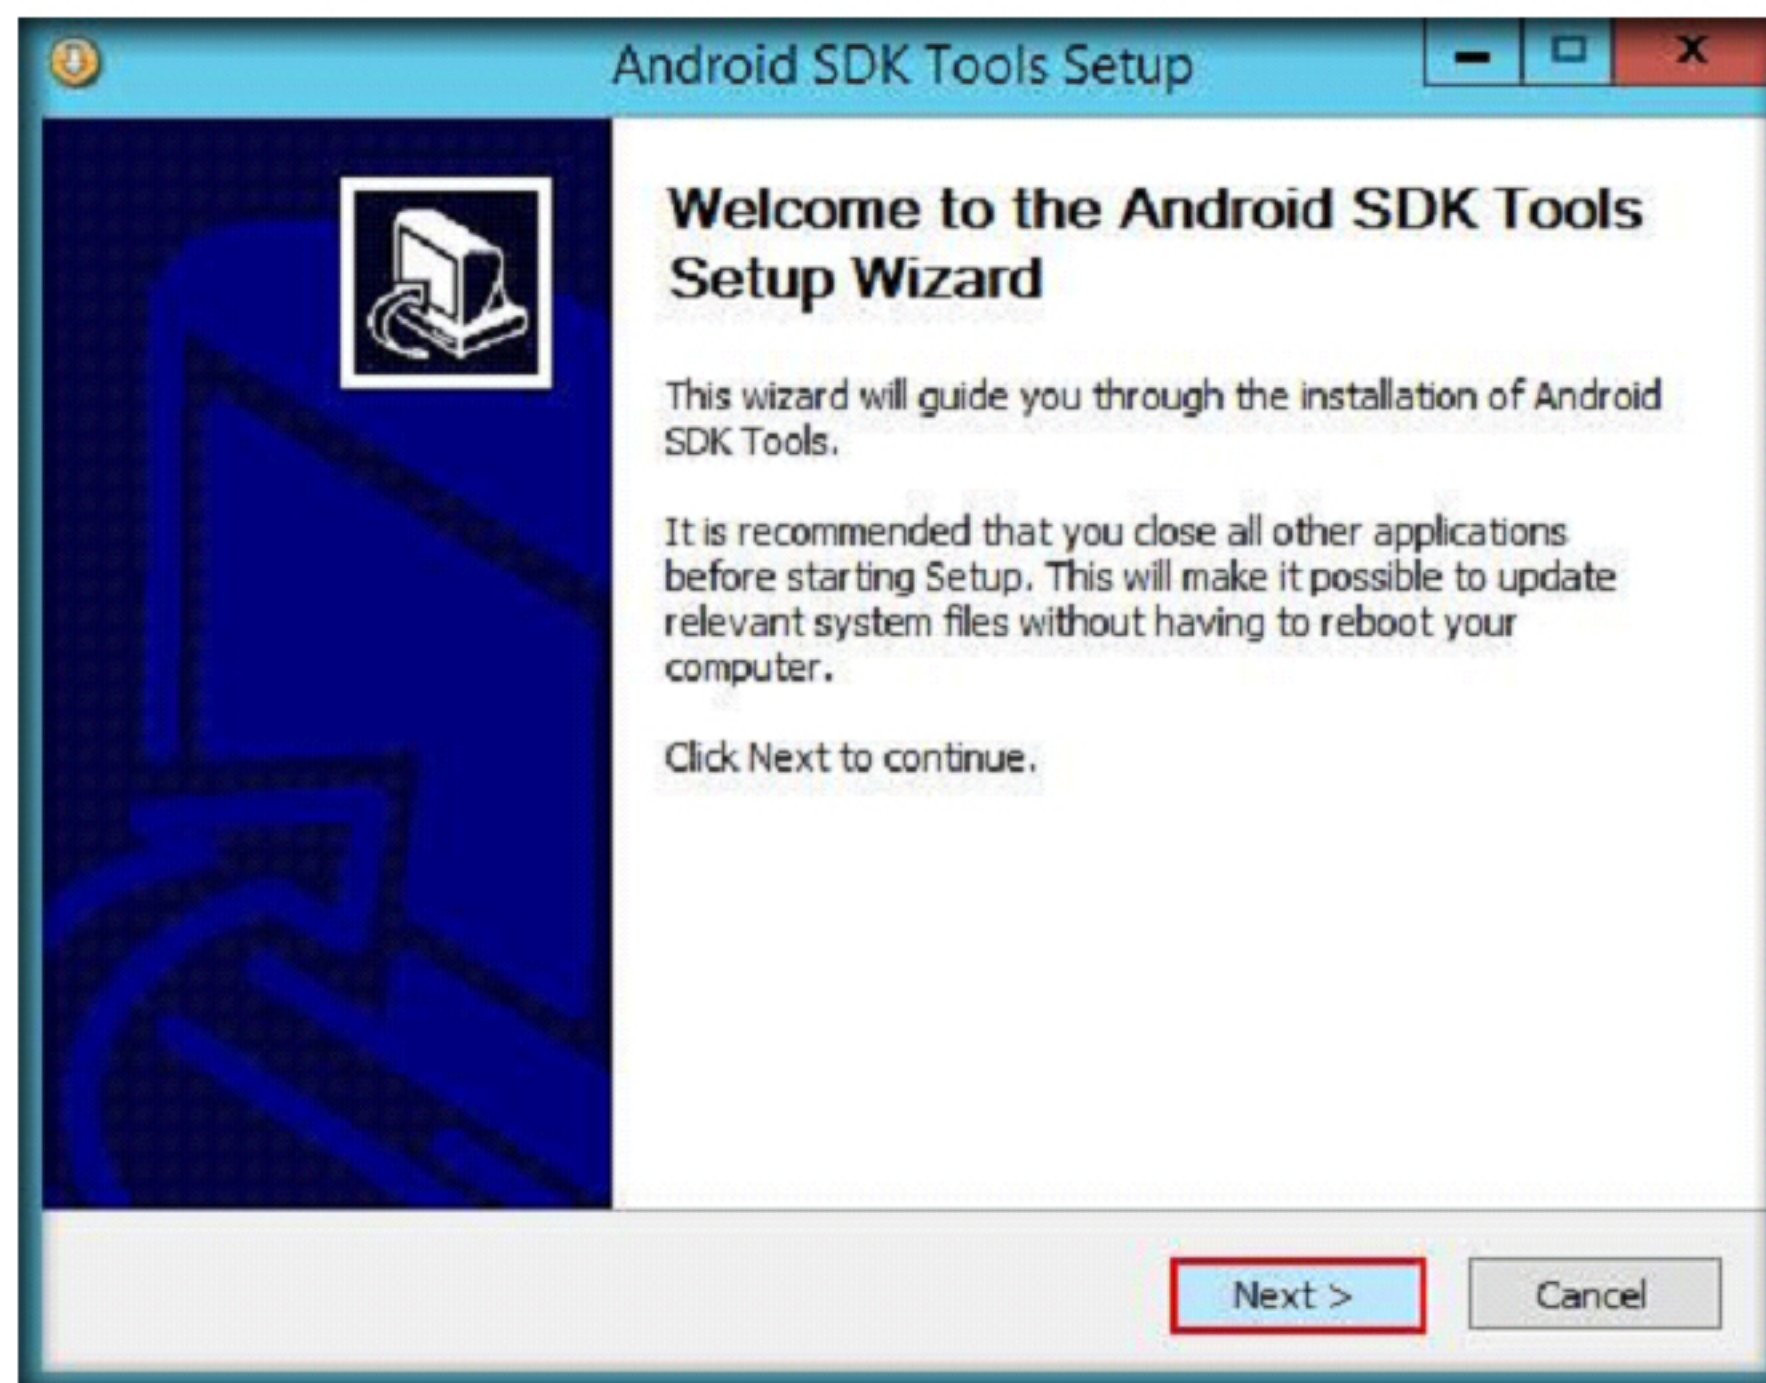 Android SDK Tools Setup
Welcome to the Android SDK Tools
Setup Wizard
This wizard will guide you through the installation of Android
SDK Tools.
It is recommended that you close all other applications
before starting Setup. This will make it possible to update
relevant system files without having to reboot your
computer.
Click Next to continue.
Next >
Cancel